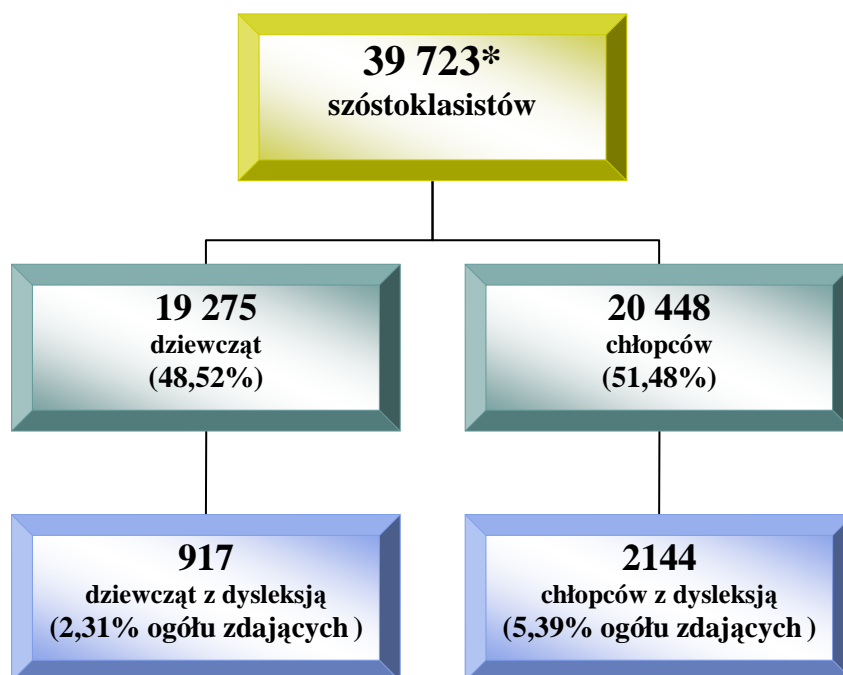 39 723*
szóstoklasistów
19 275
dziewcząt
(48,52%)
20 448
chłopców
(51,48%)
917
dziewcząt z dysleksją
(2,31% ogółu zdających )
2144
chłopców z dysleksją
(5,39% ogółu zdających )